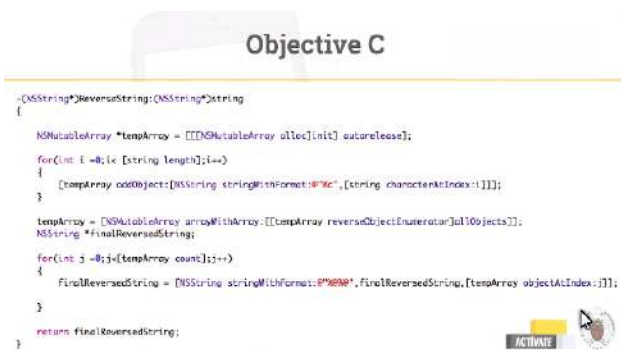 Objective C
-(NSString*)ReverseString:(NSString*)string
{
NSMutableArray *tempArray = [[[NSMutableArray alloc]init] autorelease];
for(int i =0;i< [string length];i++)
{
[tempArray addObject:[NSString stringWithFormat:@"%c",[string characterAtIndex:i]]];
}
tempArray = [NSMutableArray arrayWithArray:[[tempArray reverseObjectEnumerator]allObjects]];
NSString *finalReversedString;
for(int j =0;j<[tempArray count];j++)
{
finalReversedString = [NSString stringWithFormat:@"%@%@",finalReversedString,[tempArray objectAtIndex:j]];
}
return finalReversedString;
}
ACTIVATE